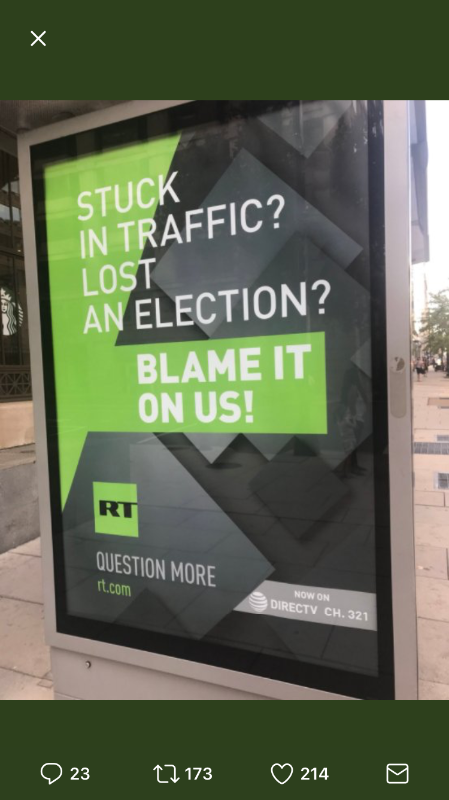 STUCK
IN TRAFFIC?
LOST
AN ELECTION?
BLAME IT
ON US!
RT
QUESTION MORE
rt.com
NOW ON
DIRECTV CH. 321
23
173
214